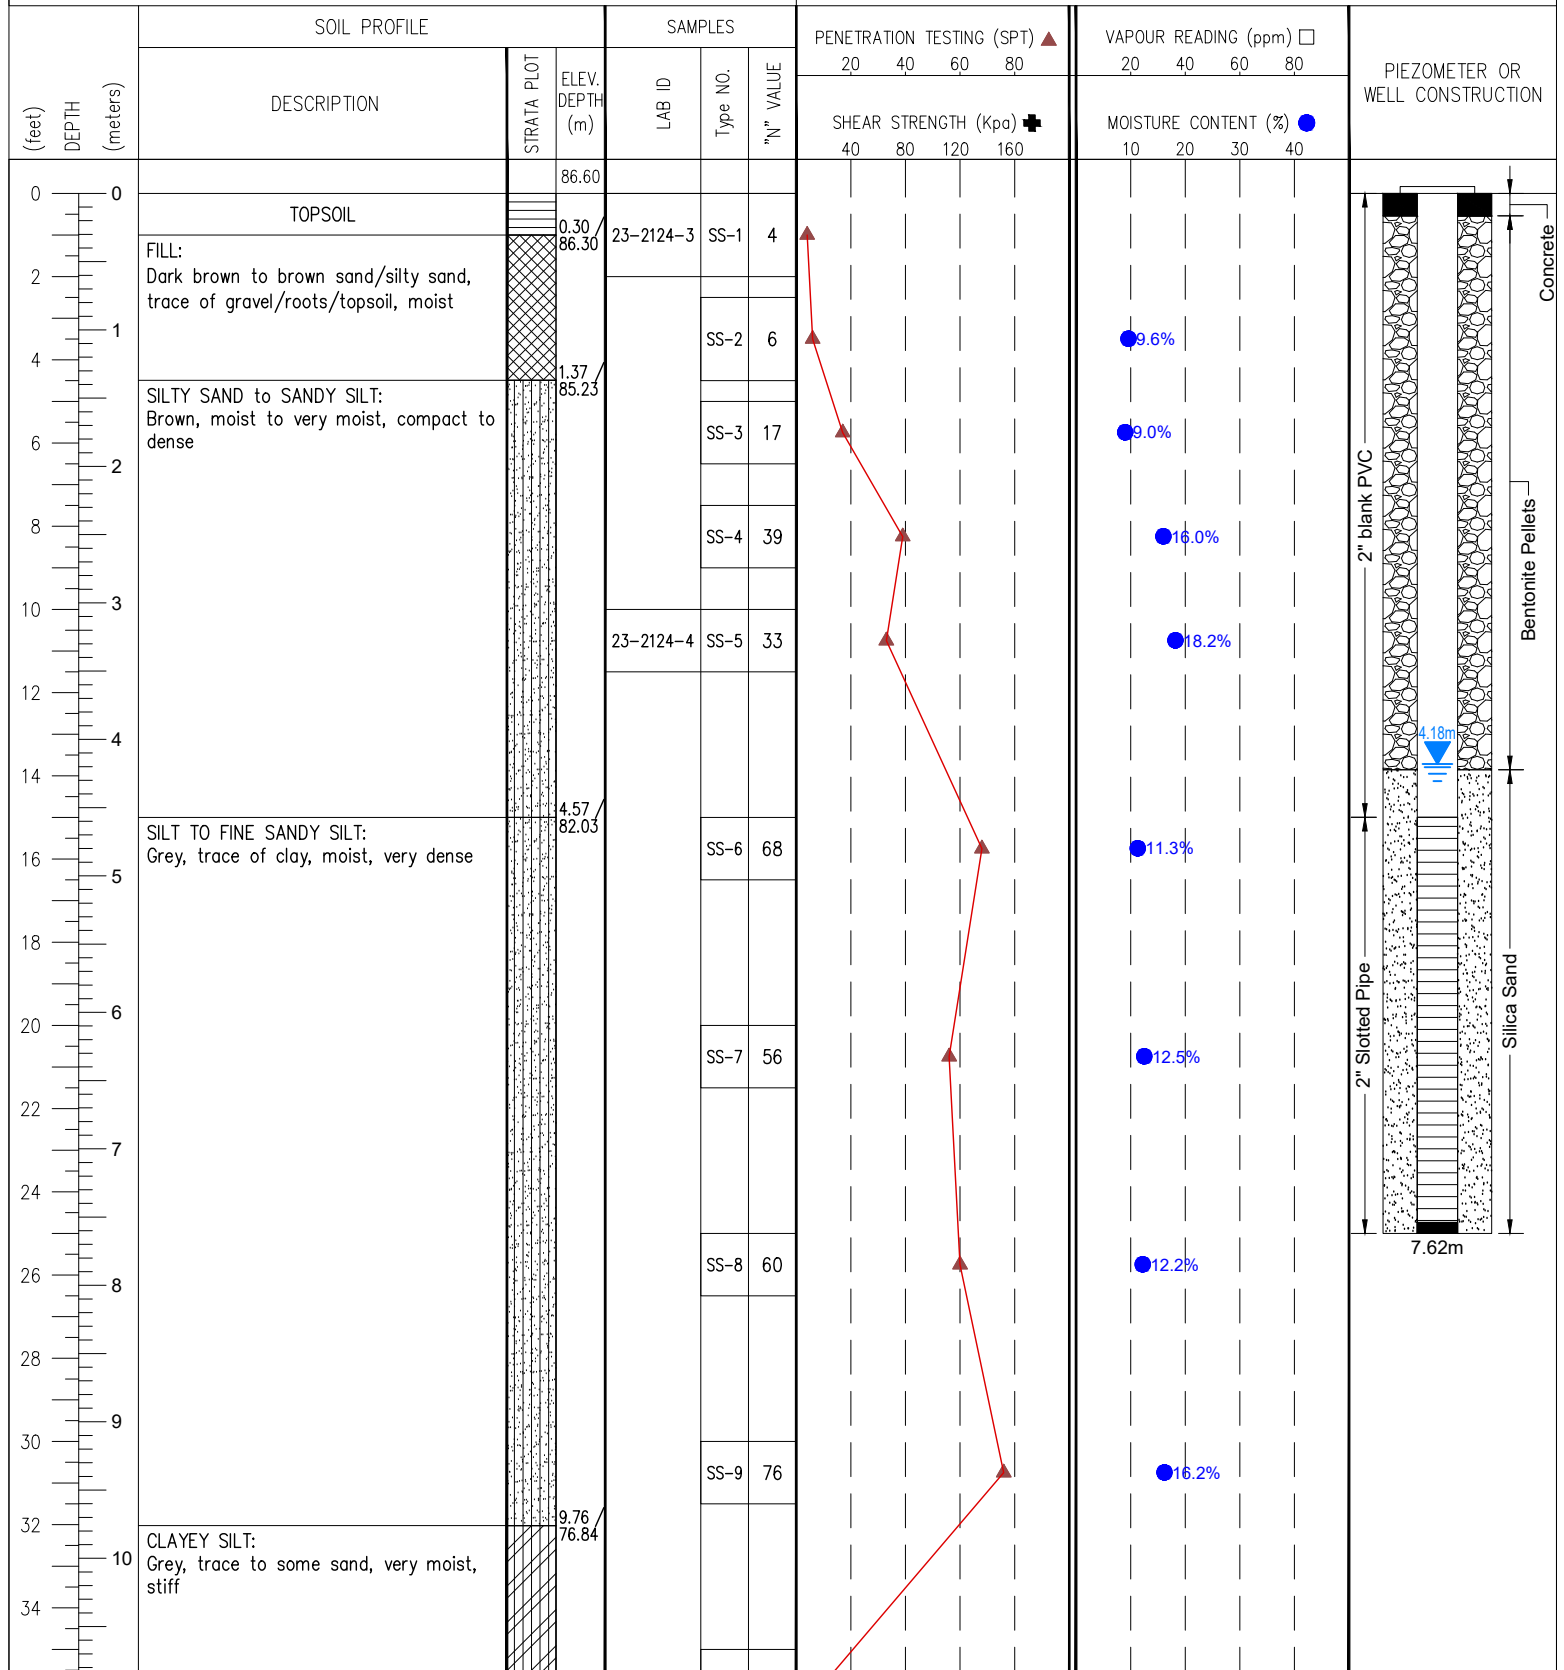 SOIL PROFILE
SAMPLES
PENETRATION TESTING (SPT)
20 40 60 80
SHEAR STRENGTH (Kpa)
40 80 120 160
VAPOUR READING (ppm)
20 40 60 80
MOISTURE CONTENT (%)
10 20 30 40
PIEZOMETER OR
WELL CONSTRUCTION
(feet)
DEPTH
(meters)
DESCRIPTION
STRATA PLOT
ELEV.
DEPTH
(m)
LAB ID
Type NO.
"N" VALUE
86.60
0 0
TOPSOIL
0.30
86.30
23-2124-3 SS-1 4
FILL:
Dark brown to brown sand/silty sand,
trace of gravel/roots/topsoil, moist
2
1
SS-2 6 9.6%
4
1.37
85.23
SILTY SAND to SANDY SILT:
Brown, moist to very moist, compact to
dense
SS-3 17 9.0%
6
2
8
SS-4 39 16.0%
10
3
23-2124-4 SS-5 33 18.2%
12
4
14
4.57
82.03
SILT TO FINE SANDY SILT:
Grey, trace of clay, moist, very dense
SS-6 68 11.3%
16
5
18
6
20
SS-7 56 12.5%
22
7
24
SS-8 60 12.2%
26
8
28
9
30
SS-9 76 16.2%
9.76
76.84
32
CLAYEY SILT:
Grey, trace to some sand, very moist,
stiff
10
34
Concrete
2" blank PVC
Bentonite Pellets
4.18m
2" Slotted Pipe
Silica Sand
7.62m